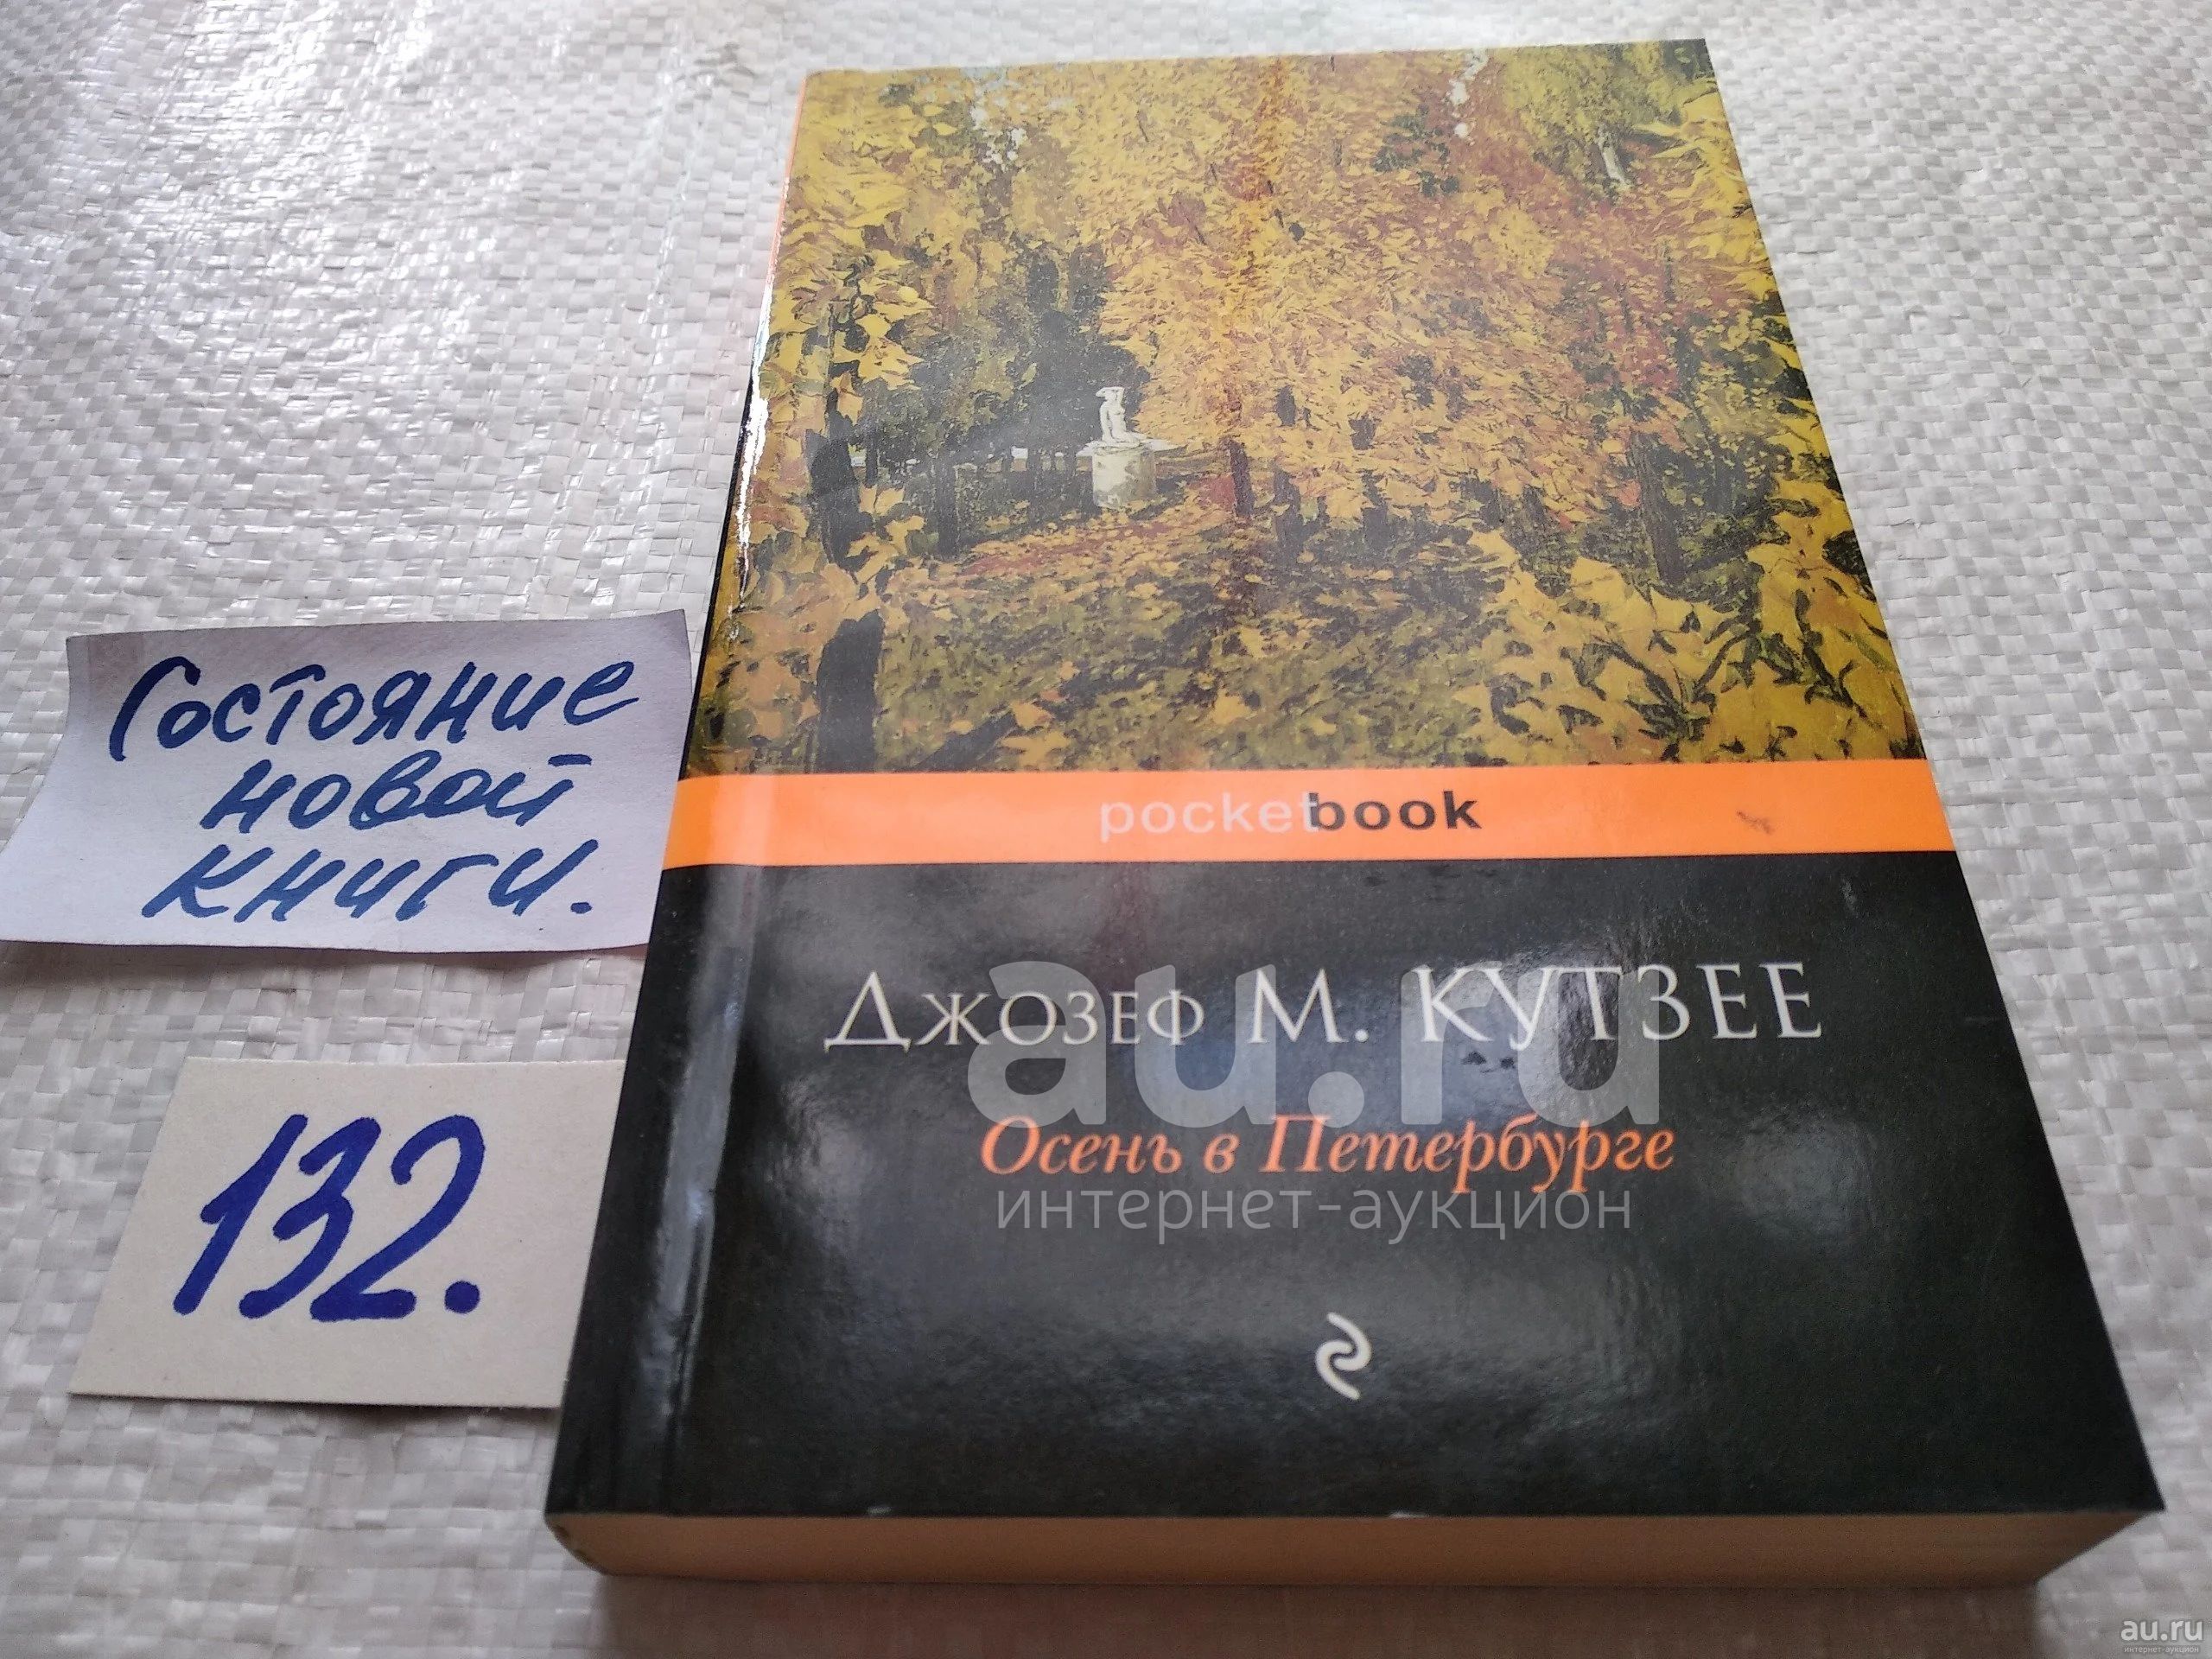 Состояние
новой
книги.
132.
pocketbook
Джозеф М. КУТЗЕЕ
au.ru
Осень в Петербурге
интернет-аукцион
au.ru
интернет-аукцион